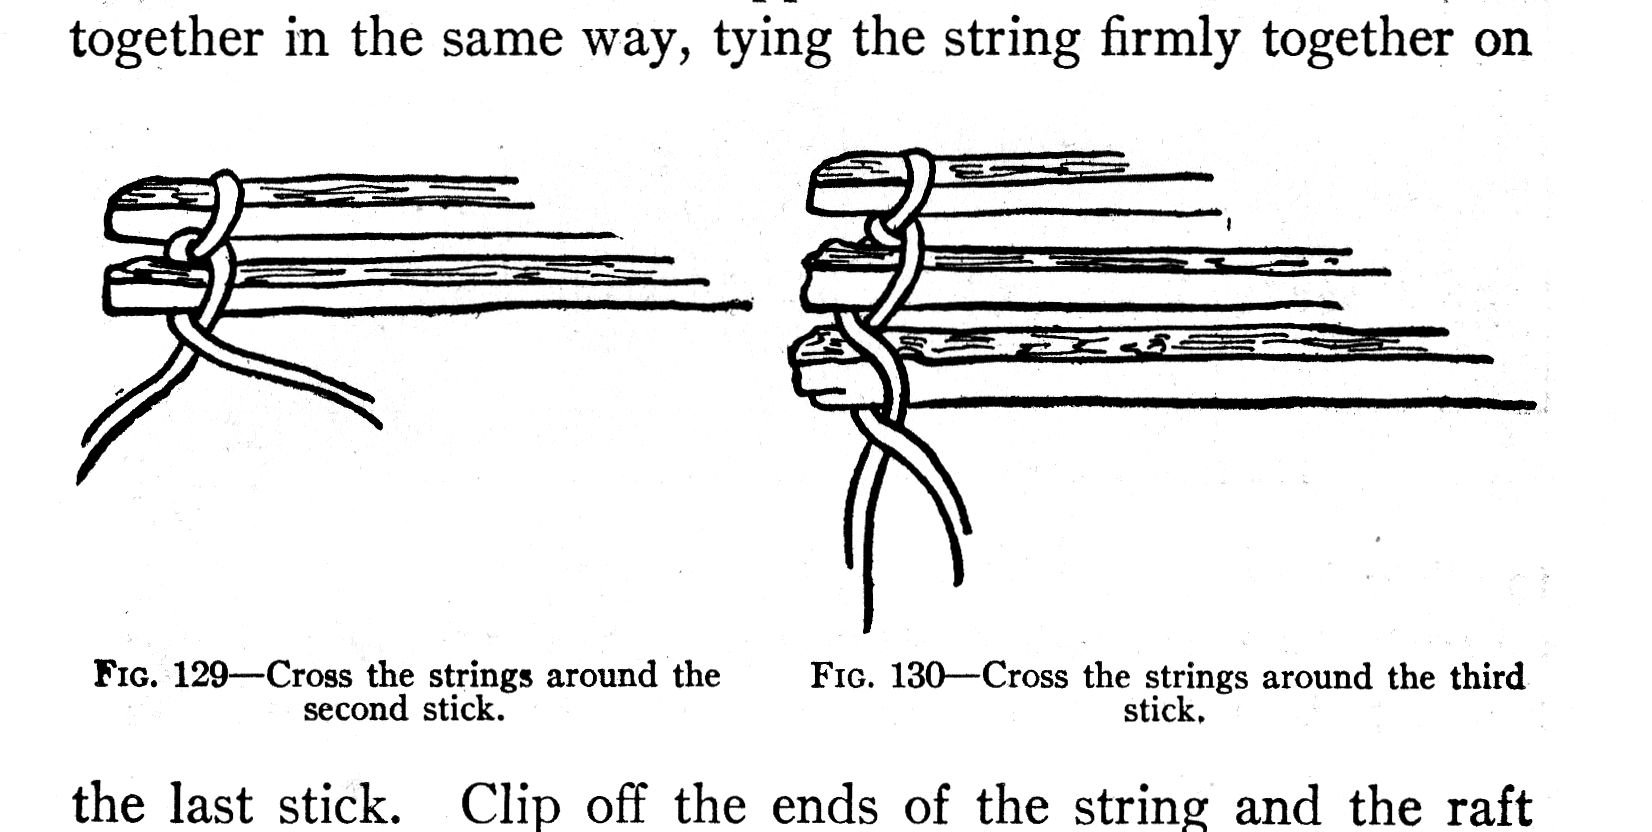 together in the same way, tying the string firmly together on
FIG. 129—Cross the strings around the
second stick.
FIG. 130—Cross the strings around the third
stick.
the last stick. Clip off the ends of the string and the raft